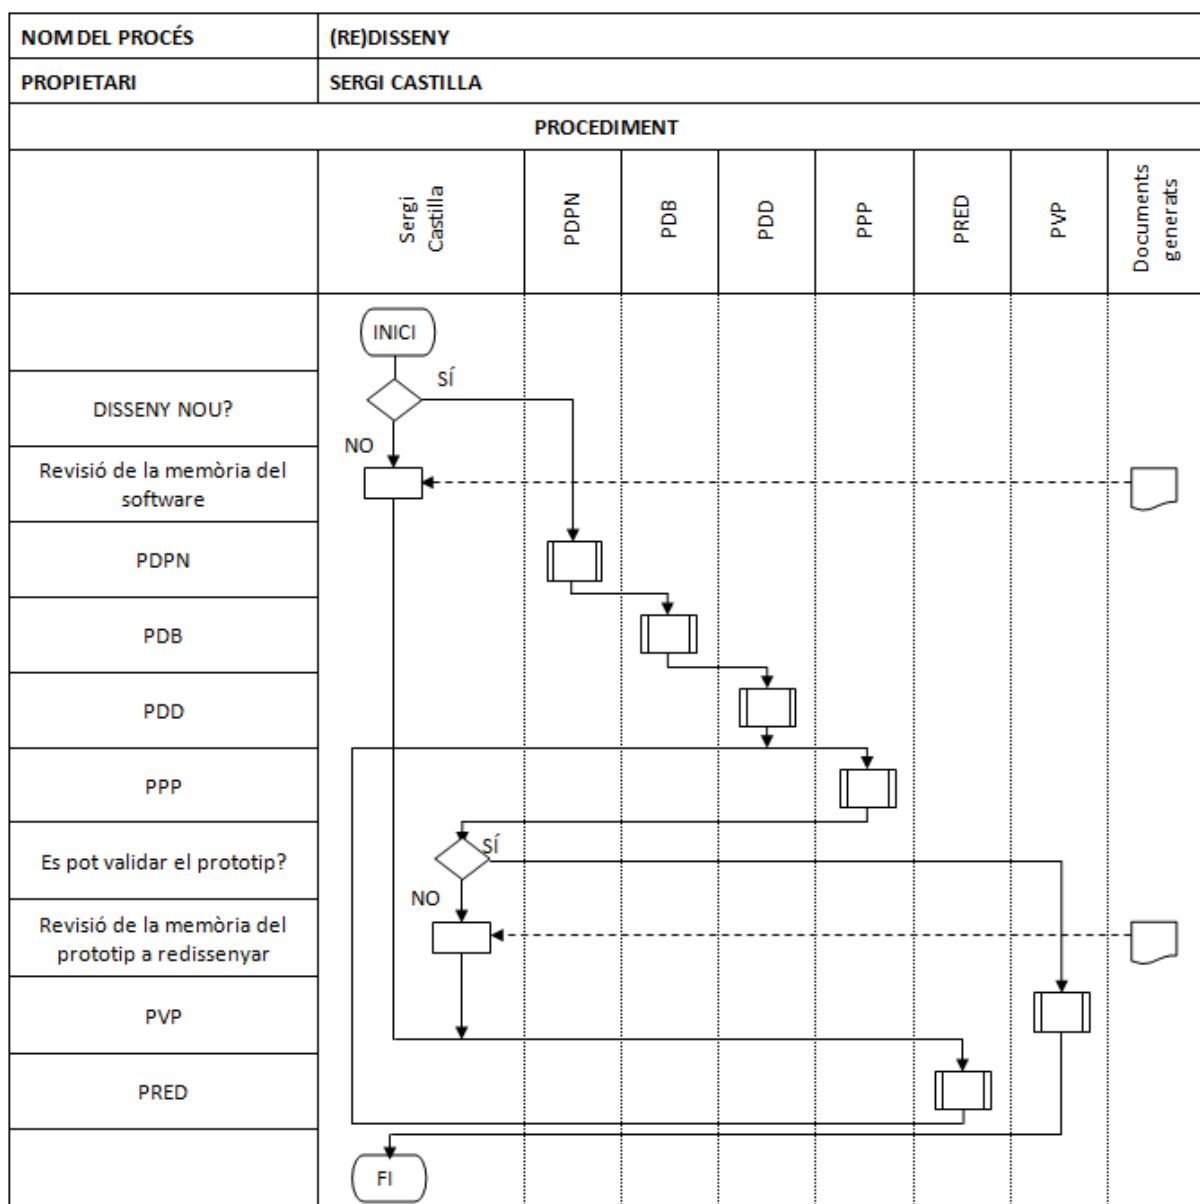 NOM DEL PROCÉS
(RE)DISSENY
PROPIETARI
SERGI CASTILLA
PROCEDIMENT
Sergi
Castilla
PDPN
PDB
PDD
PPP
PRED
PVP
Documents
generats
INICI
SÍ
DISSENY NOU?
NO
Revisió de la memòria del
software
PDPN
PDB
PDD
PPP
SÍ
Es pot validar el prototip?
NO
Revisió de la memòria del
prototip a redissenyar
PVP
PRED
FI